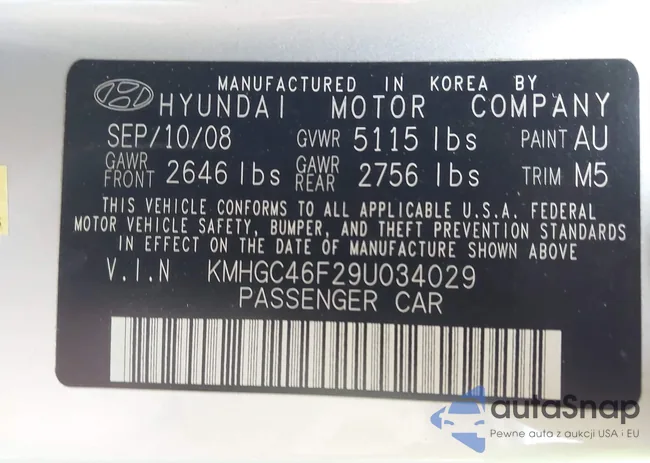 MANUFACTURED IN KOREA BY
HYUNDAI MOTOR COMPANY
SEP/10/08 GVWR 5115 lbs PAINT AU
GAWR FRONT 2646 lbs GAWR REAR 2756 lbs TRIM M5
THIS VEHICLE CONFORMS TO ALL APPLICABLE U.S.A. FEDERAL
MOTOR VEHICLE SAFETY, BUMPER, AND THEFT PREVENTION STANDARDS
IN EFFECT ON THE DATE OF MANUFACTURE SHOWN ABOVE
V.I.N KMHGC46F29U034029
PASSENGER CAR
autoSnap
Pewne auta z aukcji USA i EU